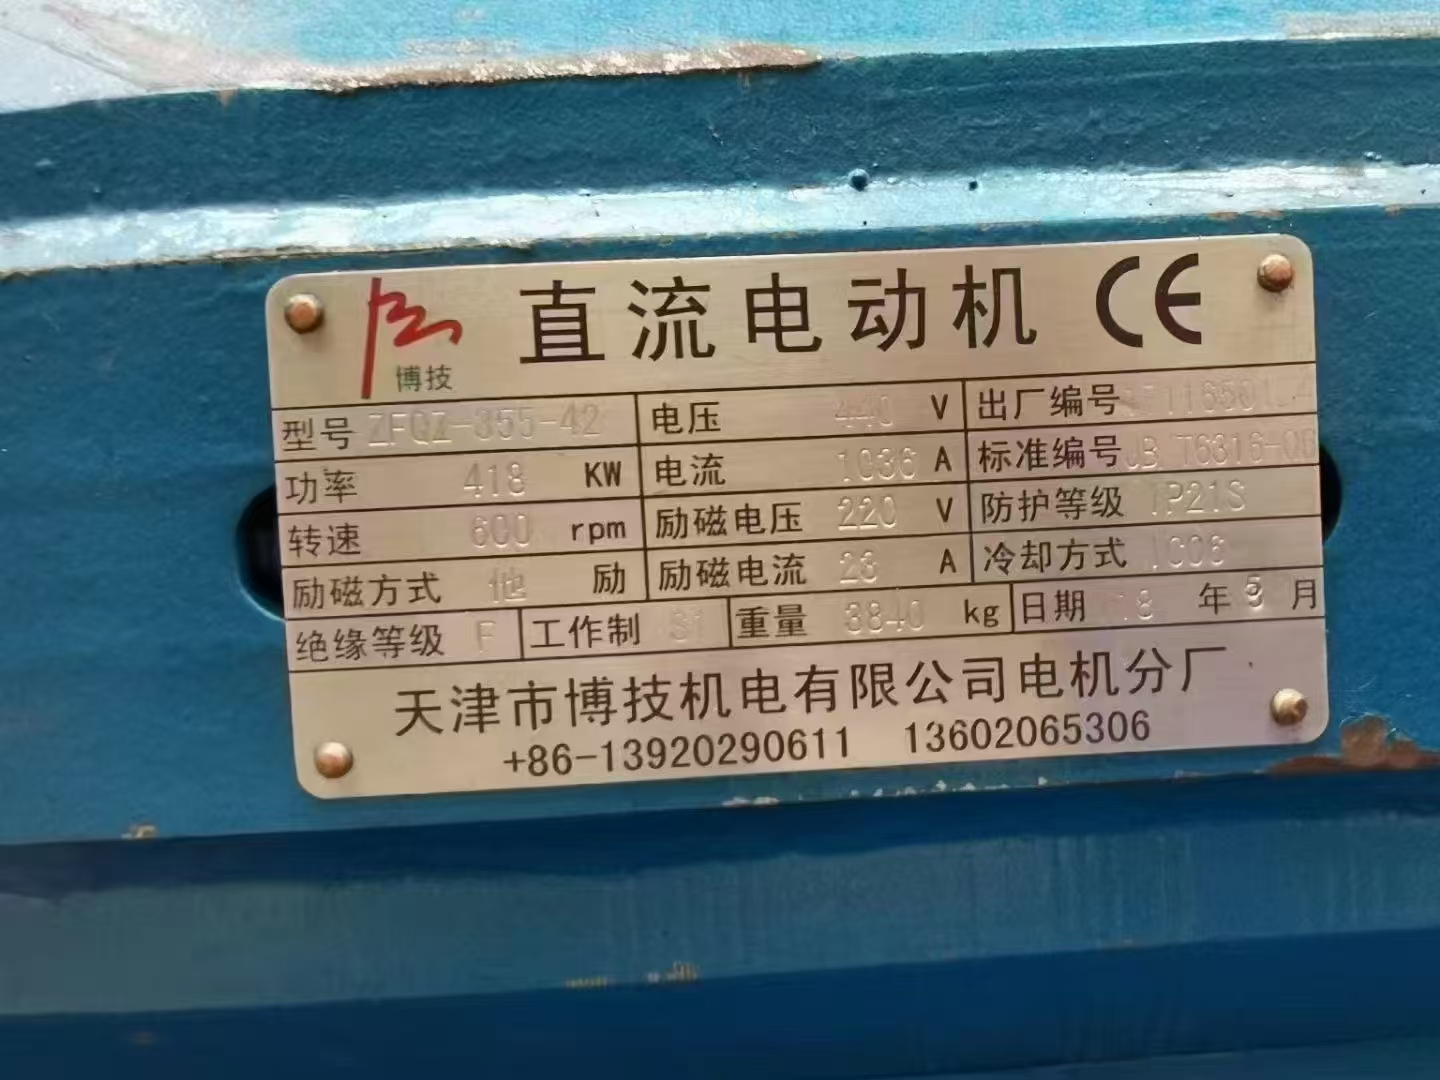 博技
直流电动机 CE
型号 ZFQZ-355-42 电压 440 V 出厂编号
功率 418 KW 电流 1036 A 标准编号 JB T6316-06
转速 600 rpm 励磁电压 220 V 防护等级 IP21S
励磁方式 他 励 励磁电流 23 A 冷却方式 IC06
绝缘等级 F 工作制 S1 重量 3840 kg 日期 18 年 月
天津市博技机电有限公司电机分厂
+86-13920290611 13602065306